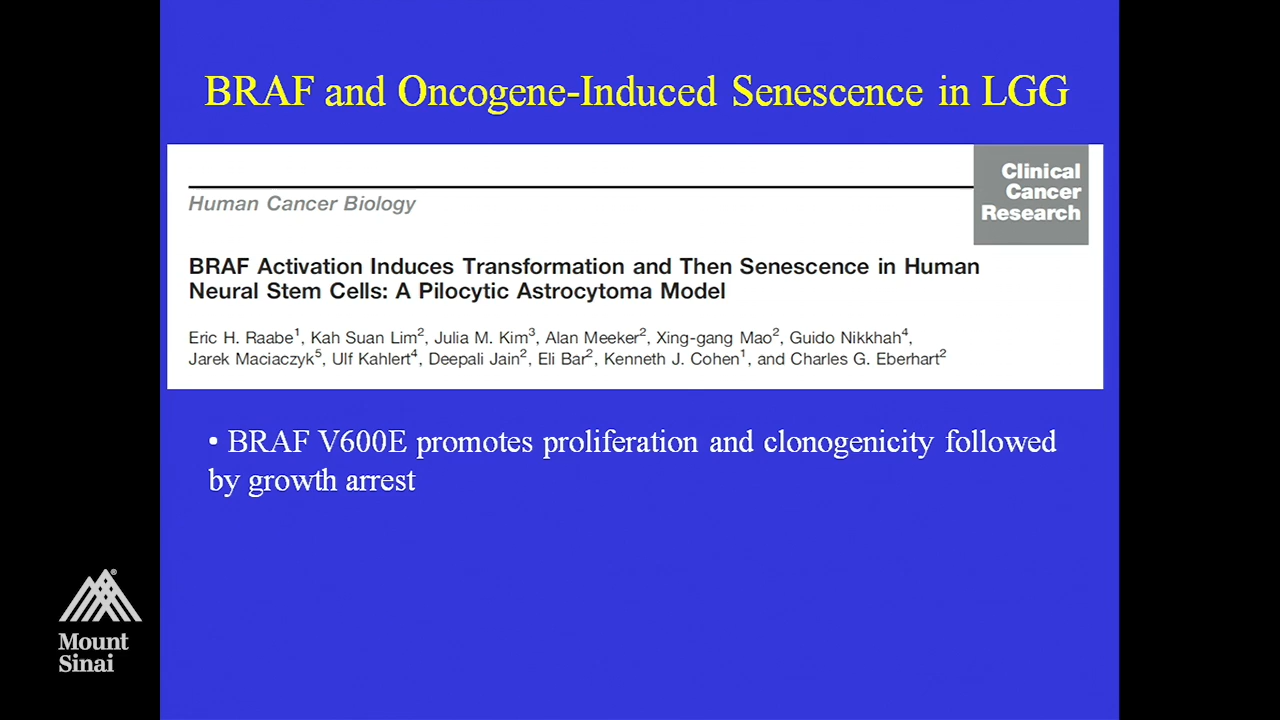 BRAF and Oncogene-Induced Senescence in LGG
Clinical
Cancer
Research
Human Cancer Biology
BRAF Activation Induces Transformation and Then Senescence in Human
Neural Stem Cells: A Pilocytic Astrocytoma Model
Eric H. Raabe1, Kah Suan Lim2, Julia M. Kim3, Alan Meeker2, Xing-gang Mao2, Guido Nikkhah4,
Jarek Maciaczyk5, Ulf Kahlert4, Deepali Jain2, Eli Bar2, Kenneth J. Cohen1, and Charles G. Eberhart2
• BRAF V600E promotes proliferation and clonogenicity followed
by growth arrest
®
Mount
Sinai